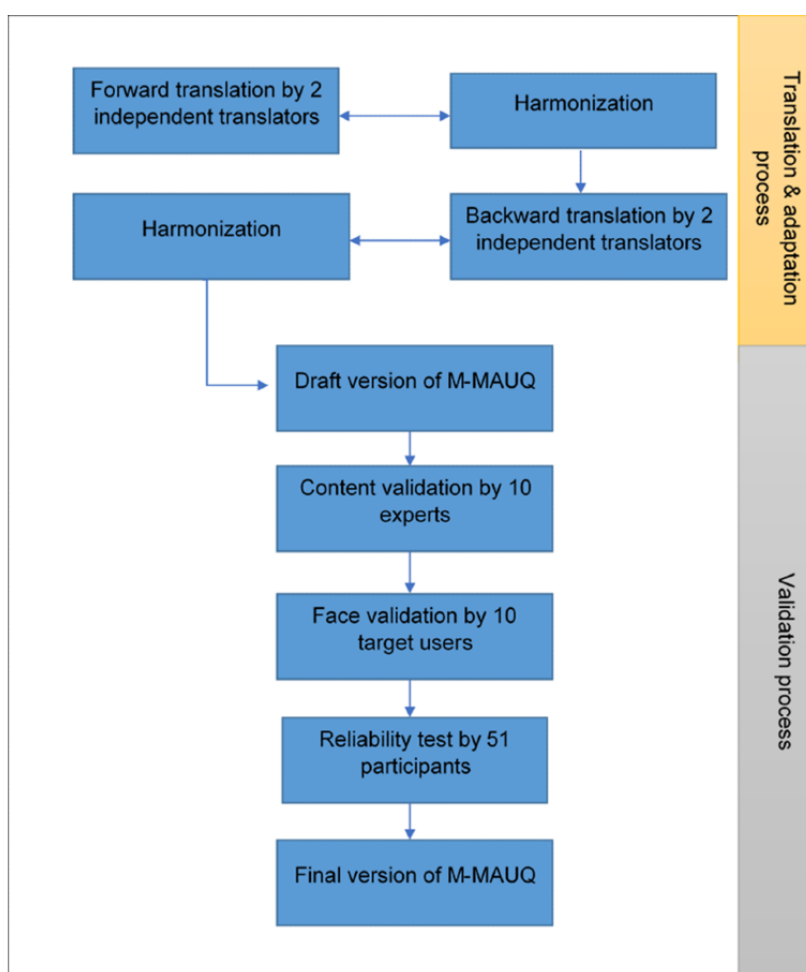 Forward translation by 2
independent translators
Harmonization
Harmonization
Backward translation by 2
independent translators
Draft version of M-MAUQ
Content validation by 10
experts
Face validation by 10
target users
Reliability test by 51
participants
Final version of M-MAUQ
Translation & adaptation
process
Validation process